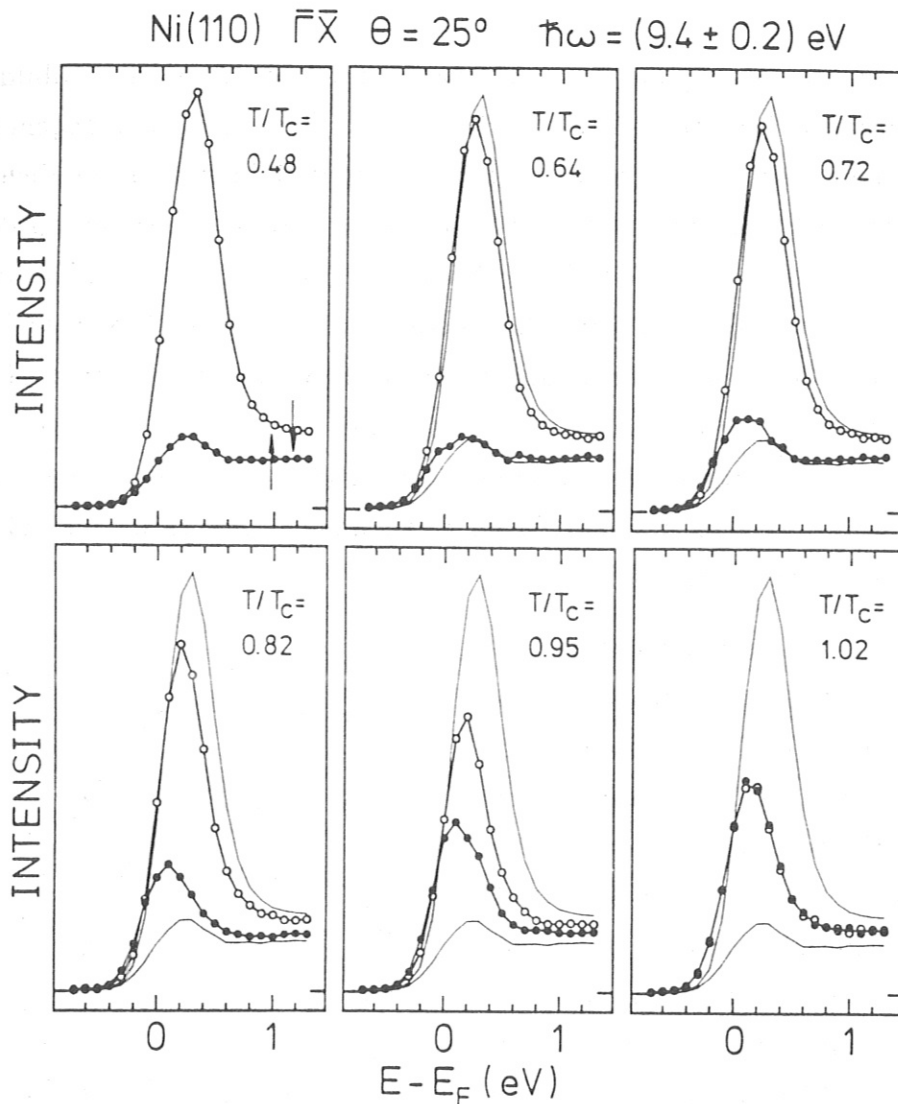 Ni(110) Γ̄X̄ θ = 25° ħω = (9.4 ± 0.2) eV
INTENSITY
T/T_C =
0.48
T/T_C =
0.64
T/T_C =
0.72
INTENSITY
T/T_C =
0.82
T/T_C =
0.95
T/T_C =
1.02
0 1 0 1 0 1
E − E_F (eV)